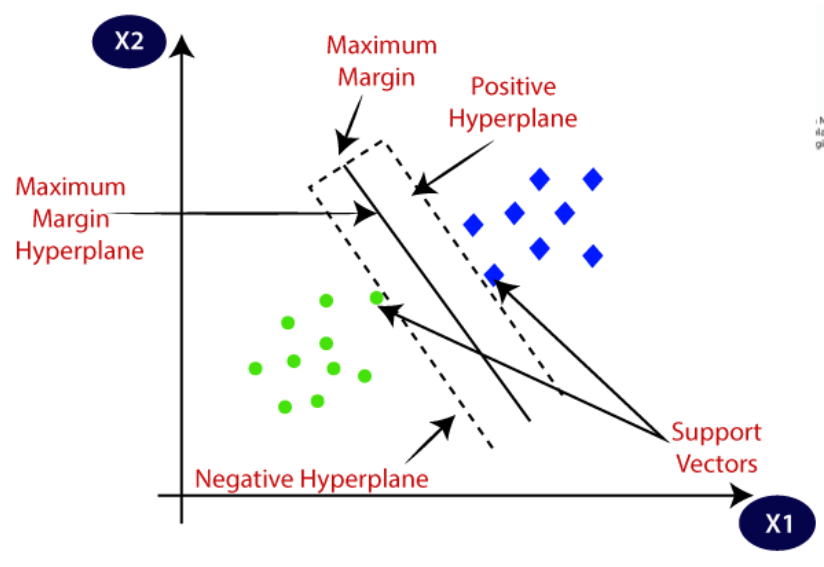 X2
Maximum
Margin
Positive
Hyperplane
Maximum
Margin
Hyperplane
Support
Vectors
Negative Hyperplane
X1